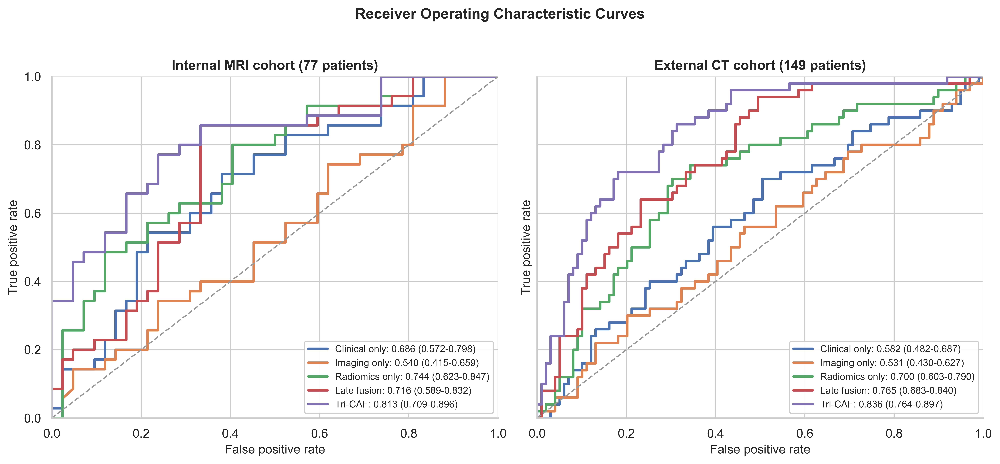 Receiver Operating Characteristic Curves
Internal MRI cohort (77 patients)
True positive rate
1.0
0.8
0.6
0.4
0.2
0.0
Clinical only: 0.686 (0.572-0.798)
Imaging only: 0.540 (0.415-0.659)
Radiomics only: 0.744 (0.623-0.847)
Late fusion: 0.716 (0.589-0.832)
Tri-CAF: 0.813 (0.709-0.896)
0.0 0.2 0.4 0.6 0.8 1.0
False positive rate
External CT cohort (149 patients)
True positive rate
Clinical only: 0.582 (0.482-0.687)
Imaging only: 0.531 (0.430-0.627)
Radiomics only: 0.700 (0.603-0.790)
Late fusion: 0.765 (0.683-0.840)
Tri-CAF: 0.836 (0.764-0.897)
0.0 0.2 0.4 0.6 0.8 1.0
False positive rate